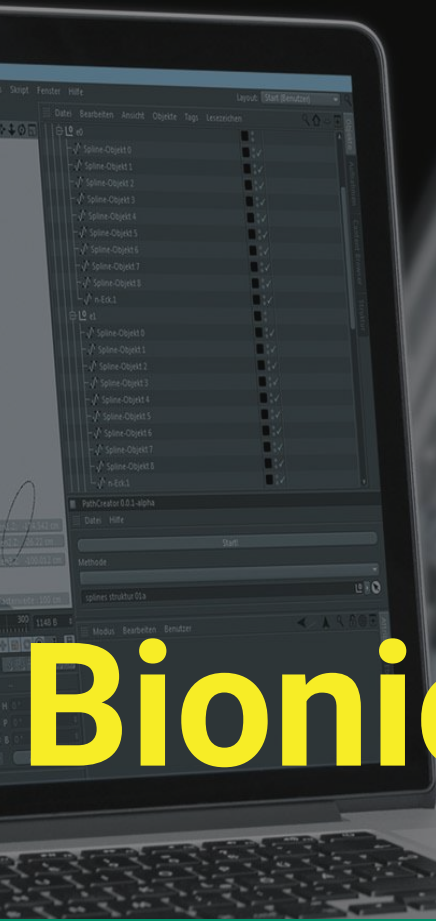 Skript Fenster Hilfe
Layout: Start (Benutzer)
Datei Bearbeiten Ansicht Objekte Tags Lesezeichen
e0
Spline-Objekt 0
Spline-Objekt 1
Spline-Objekt 2
Spline-Objekt 3
Spline-Objekt 4
Spline-Objekt 5
Spline-Objekt 6
Spline-Objekt 7
Spline-Objekt 8
n-Eck.1
e1
Spline-Objekt 0
Spline-Objekt 1
Spline-Objekt 2
Spline-Objekt 3
Spline-Objekt 4
Spline-Objekt 5
Spline-Objekt 6
Spline-Objekt 7
Spline-Objekt 8
n-Eck.1
PathCreator 0.0.1-alpha
Datei Hilfe
Start
Methode
splines struktur 01a
300 1148 B
Modus Bearbeiten Benutzer
H
P
B
Bionic